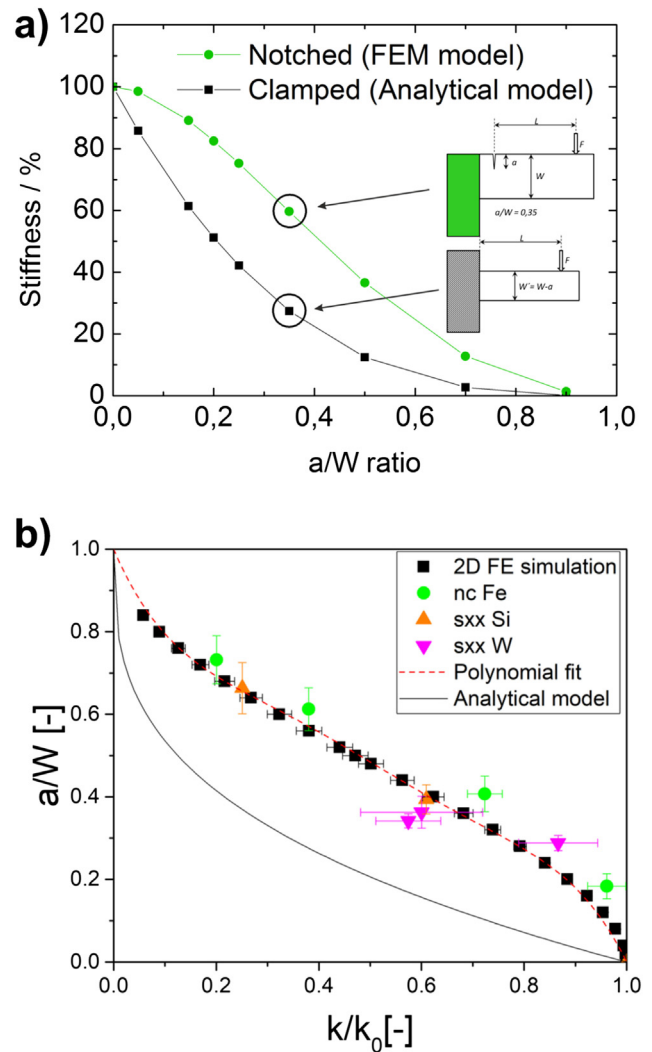 a)
120
100
80
60
40
20
0
Stiffness / %
Notched (FEM model)
Clamped (Analytical model)
L
F
a
W
a/W = 0,35
L
F
W´= W-a
0,0 0,2 0,4 0,6 0,8 1,0
a/W ratio
b)
1.0
0.8
0.6
0.4
0.2
0.0
a/W [-]
2D FE simulation
nc Fe
sxx Si
sxx W
Polynomial fit
Analytical model
0.0 0.2 0.4 0.6 0.8 1.0
k/k₀[-]